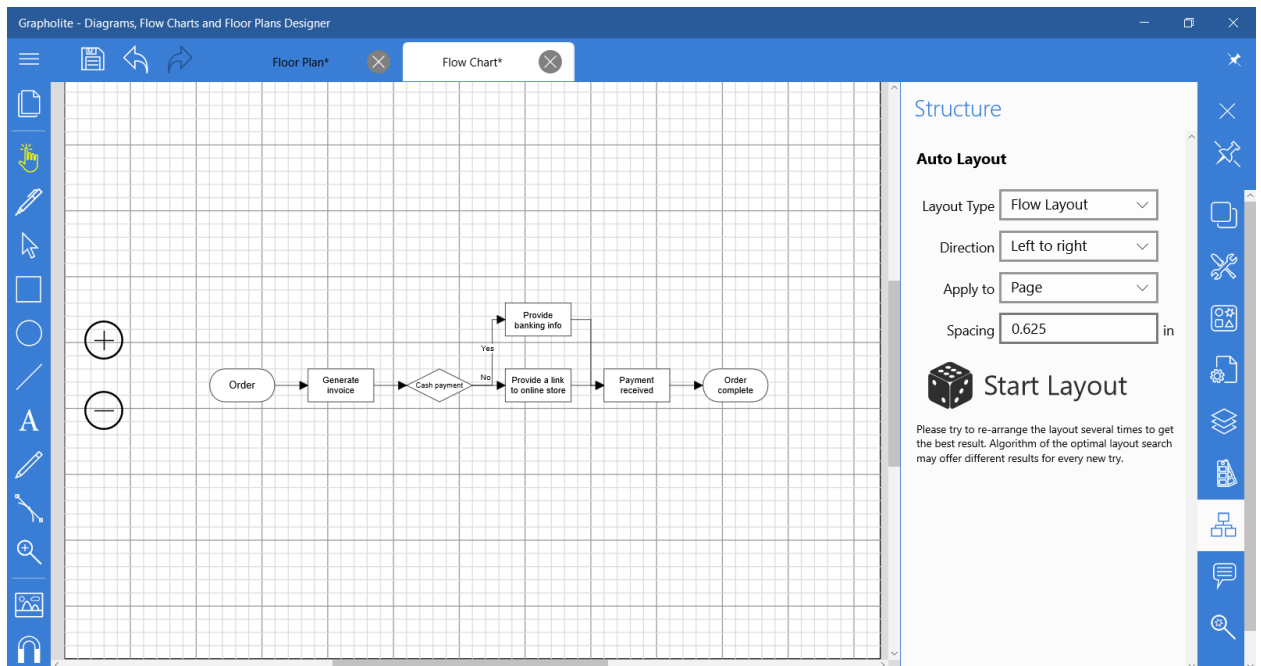 Grapholite - Diagrams, Flow Charts and Floor Plans Designer
Floor Plan*
Flow Chart*
Structure
Auto Layout
Layout Type
Flow Layout
Direction
Left to right
Apply to
Page
Spacing
0.625
in
Start Layout
Please try to re-arrange the layout several times to get
the best result. Algorithm of the optimal layout search
may offer different results for every new try.
Provide
banking info
Yes
Order
Generate
invoice
Cash payment
No
Provide a link
to online store
Payment
received
Order
complete
A